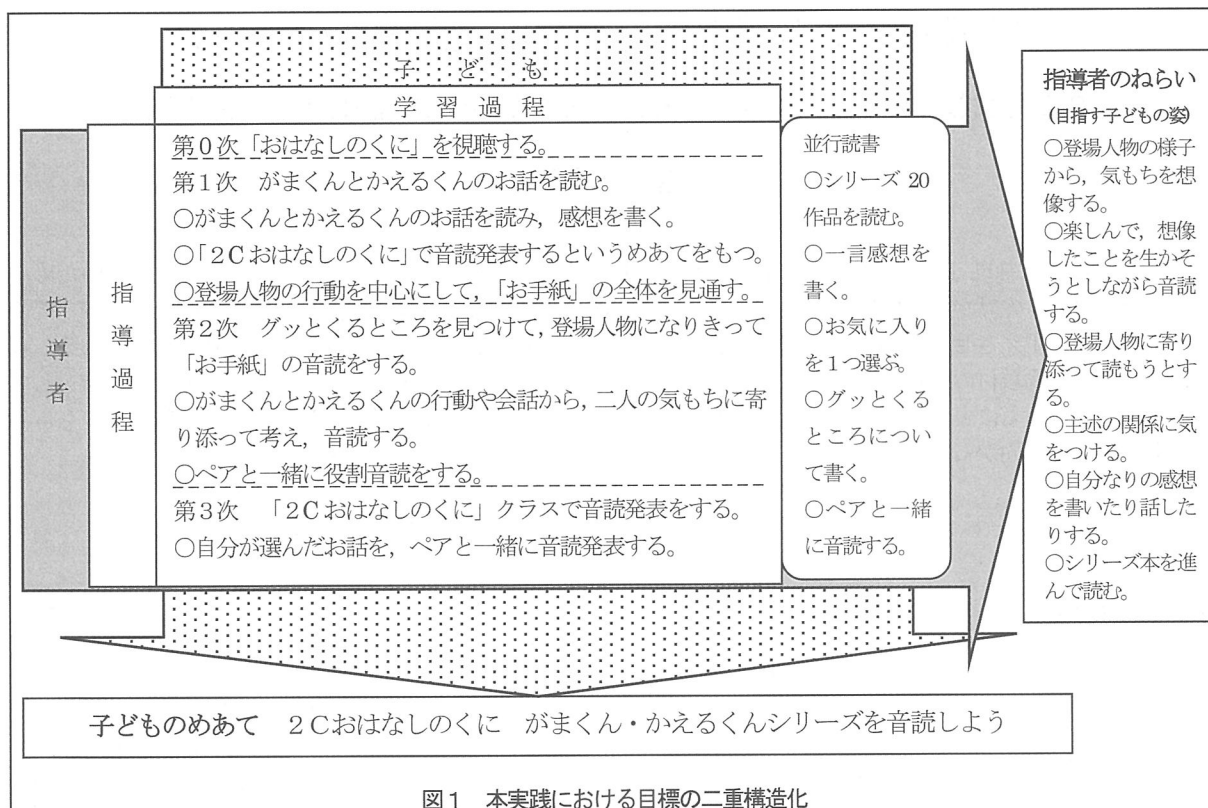 子ども
学習過程
指導者
指導過程
第0次「おはなしのくに」を視聴する。
第1次　がまくんとかえるくんのお話を読む。
○がまくんとかえるくんのお話を読み，感想を書く。
○「2Cおはなしのくに」で音読発表するというめあてをもつ。
○登場人物の行動を中心にして，「お手紙」の全体を見通す。
第2次　グッとくるところを見つけて，登場人物になりきって
「お手紙」の音読をする。
○がまくんとかえるくんの行動や会話から，二人の気もちに寄
り添って考え，音読する。
○ペアと一緒に役割音読をする。
第3次　「2Cおはなしのくに」クラスで音読発表をする。
○自分が選んだお話を，ペアと一緒に音読発表する。
並行読書
○シリーズ 20
作品を読む。
○一言感想を
書く。
○お気に入り
を1つ選ぶ。
○グッとくる
ところについ
て書く。
○ペアと一緒
に音読する。
指導者のねらい
(目指す子どもの姿)
○登場人物の様子
から，気もちを想
像する。
○楽しんで，想像
したことを生かそ
うとしながら音読
する。
○登場人物に寄り
添って読もうとす
る。
○主述の関係に気
をつける。
○自分なりの感想
を書いたり話した
りする。
○シリーズ本を進
んで読む。
子どものめあて　2Cおはなしのくに　がまくん・かえるくんシリーズを音読しよう
図1　本実践における目標の二重構造化